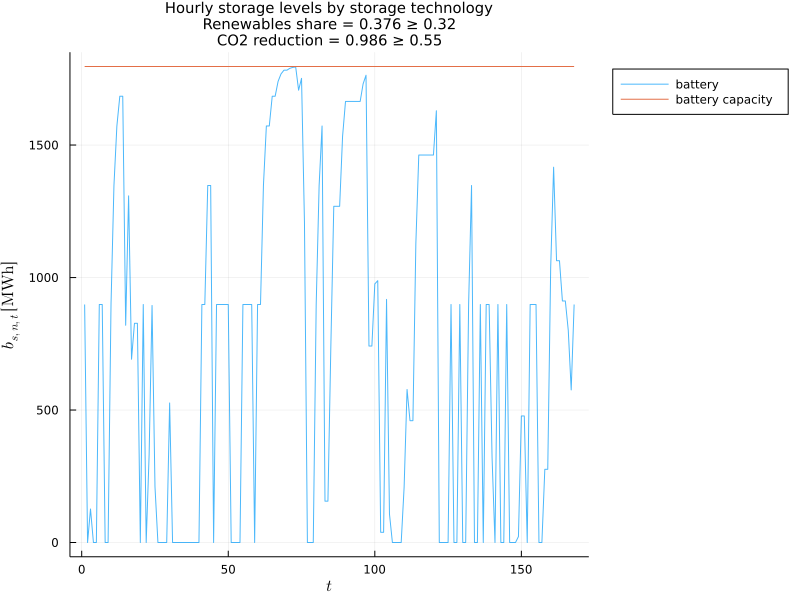 Hourly storage levels by storage technology
Renewables share = 0.376 ≥ 0.32
CO2 reduction = 0.986 ≥ 0.55
battery
battery capacity
1500
1000
500
0
b_{s, n, t} [MWh]
0 50 100 150
t